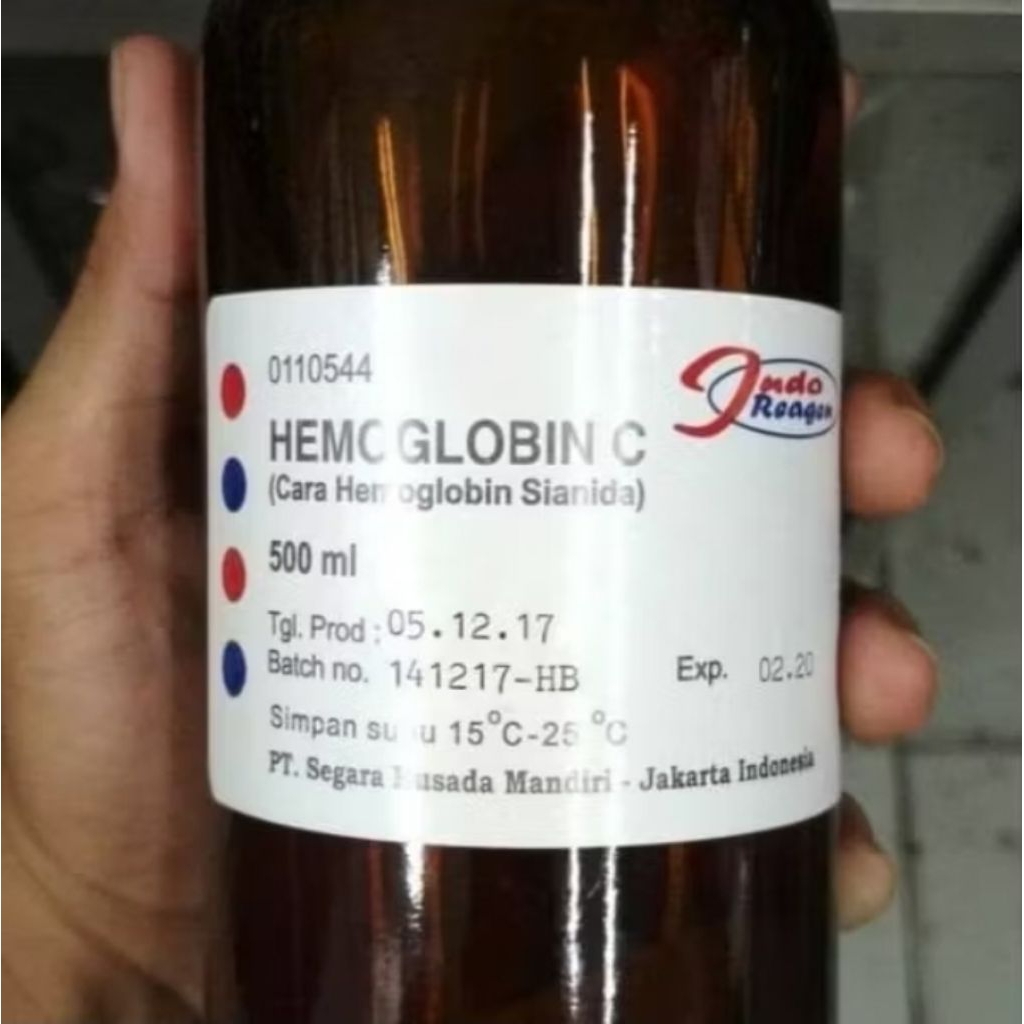 0110544
Indo
Reagen
HEMOGLOBIN C
(Cara Hemoglobin Sianida)
500 ml
Tgl. Prod : 05.12.17
Batch no. 141217-HB
Exp. 02.20
Simpan suhu 15°C-25 °C
PT. Segara Husada Mandiri - Jakarta Indonesia